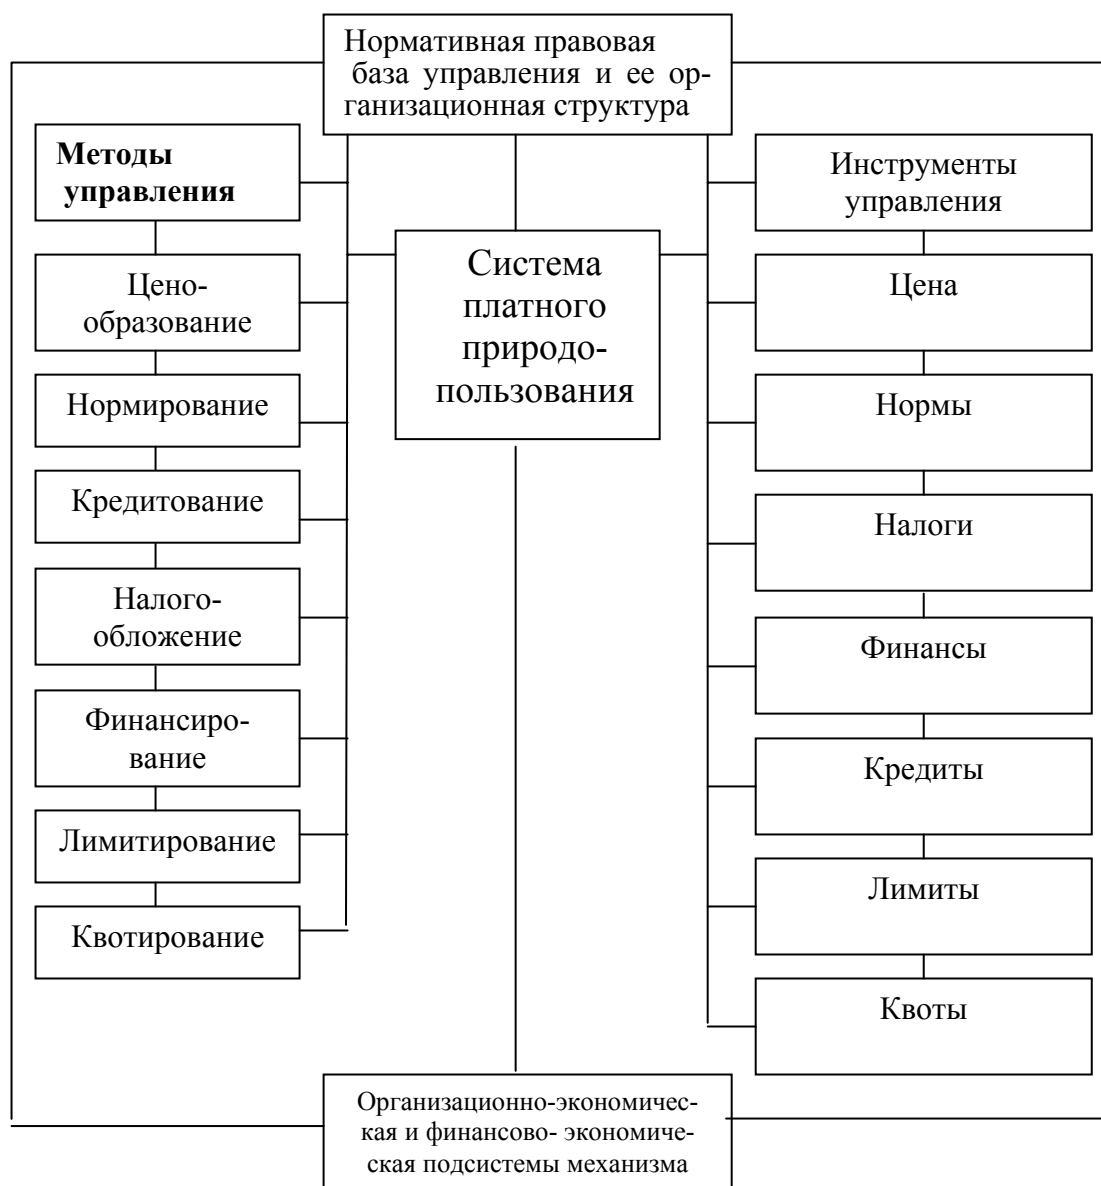 Нормативная правовая
база управления и ее ор-
ганизационная структура
Методы
управления
Цено-
образование
Нормирование
Кредитование
Налого-
обложение
Финансиро-
вание
Лимитирование
Квотирование
Система
платного
природо-
пользования
Инструменты
управления
Цена
Нормы
Налоги
Финансы
Кредиты
Лимиты
Квоты
Организационно-экономичес-
кая и финансово- экономиче-
ская подсистемы механизма